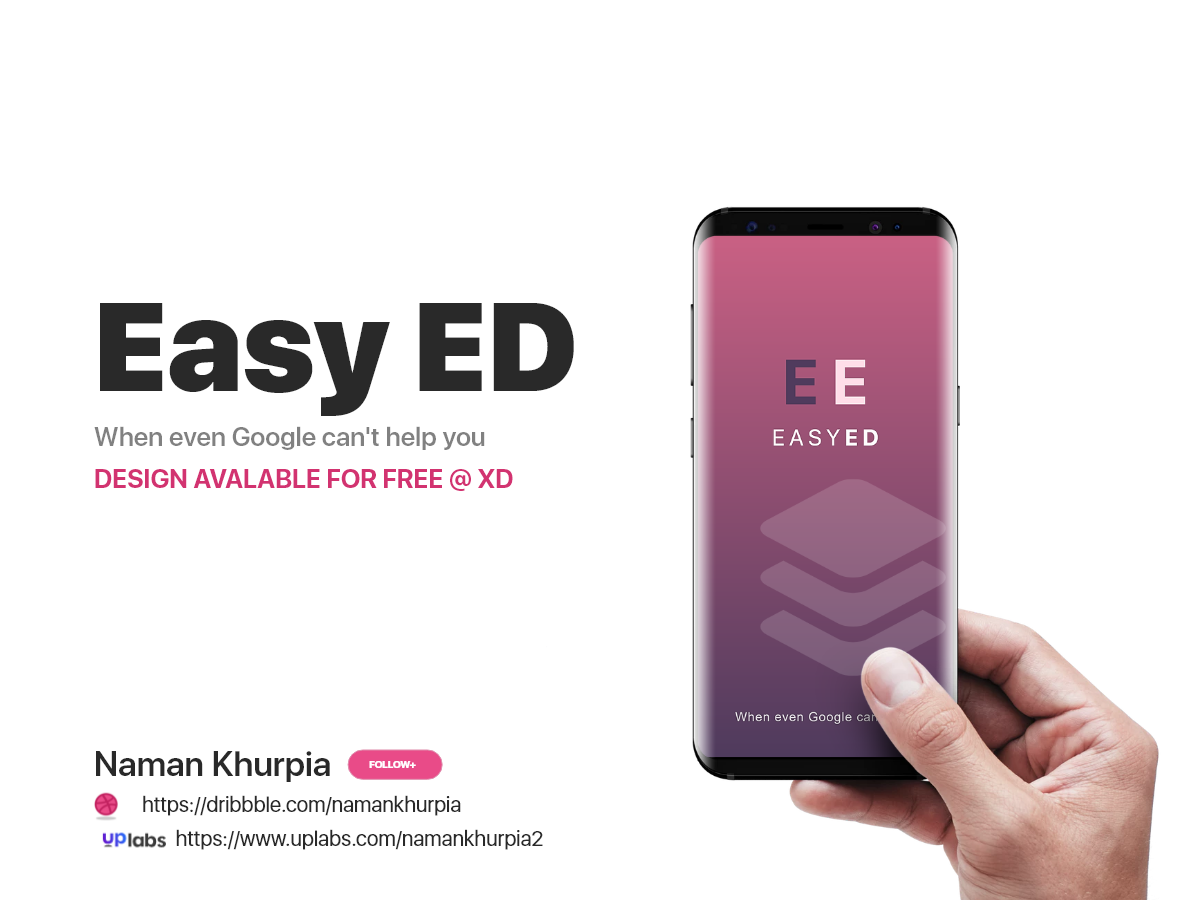 Easy ED
When even Google can't help you
DESIGN AVALABLE FOR FREE @ XD
Naman Khurpia FOLLOW+
https://dribbble.com/namankhurpia
uplabs https://www.uplabs.com/namankhurpia2
E E
EASYED
When even Google can